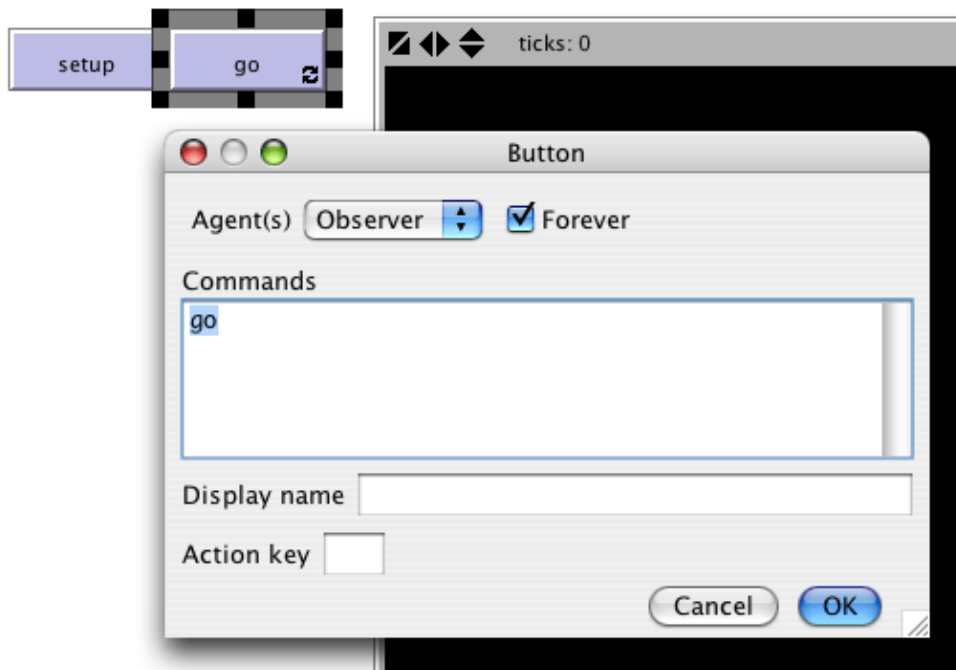 setup
go
ticks: 0
Button
Agent(s) Observer Forever
Commands
go
Display name
Action key
Cancel OK